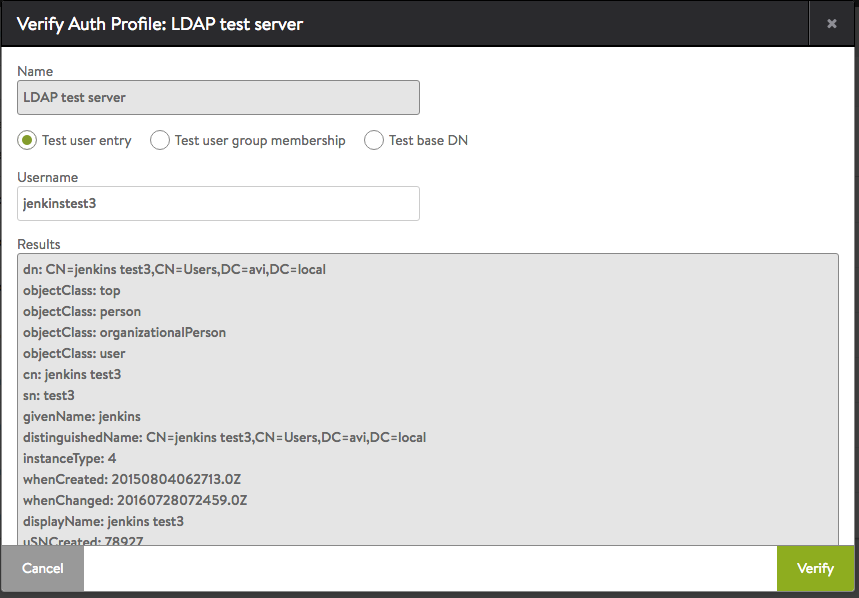 Verify Auth Profile: LDAP test server
Name
LDAP test server
Test user entry Test user group membership Test base DN
Username
jenkinstest3
Results
dn: CN=jenkins test3,CN=Users,DC=avi,DC=local
objectClass: top
objectClass: person
objectClass: organizationalPerson
objectClass: user
cn: jenkins test3
sn: test3
givenName: jenkins
distinguishedName: CN=jenkins test3,CN=Users,DC=avi,DC=local
instanceType: 4
whenCreated: 20150804062713.0Z
whenChanged: 20160728072459.0Z
displayName: jenkins test3
uSNCreated: 78927
Cancel Verify